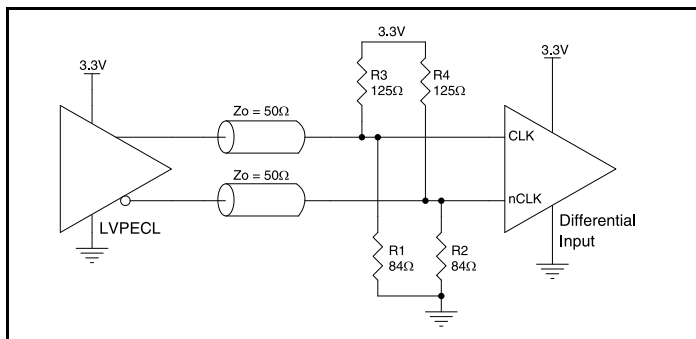 3.3V
3.3V
3.3V
R3
125Ω
R4
125Ω
Zo = 50Ω
CLK
Zo = 50Ω
nCLK
LVPECL
Differential
Input
R1
84Ω
R2
84Ω